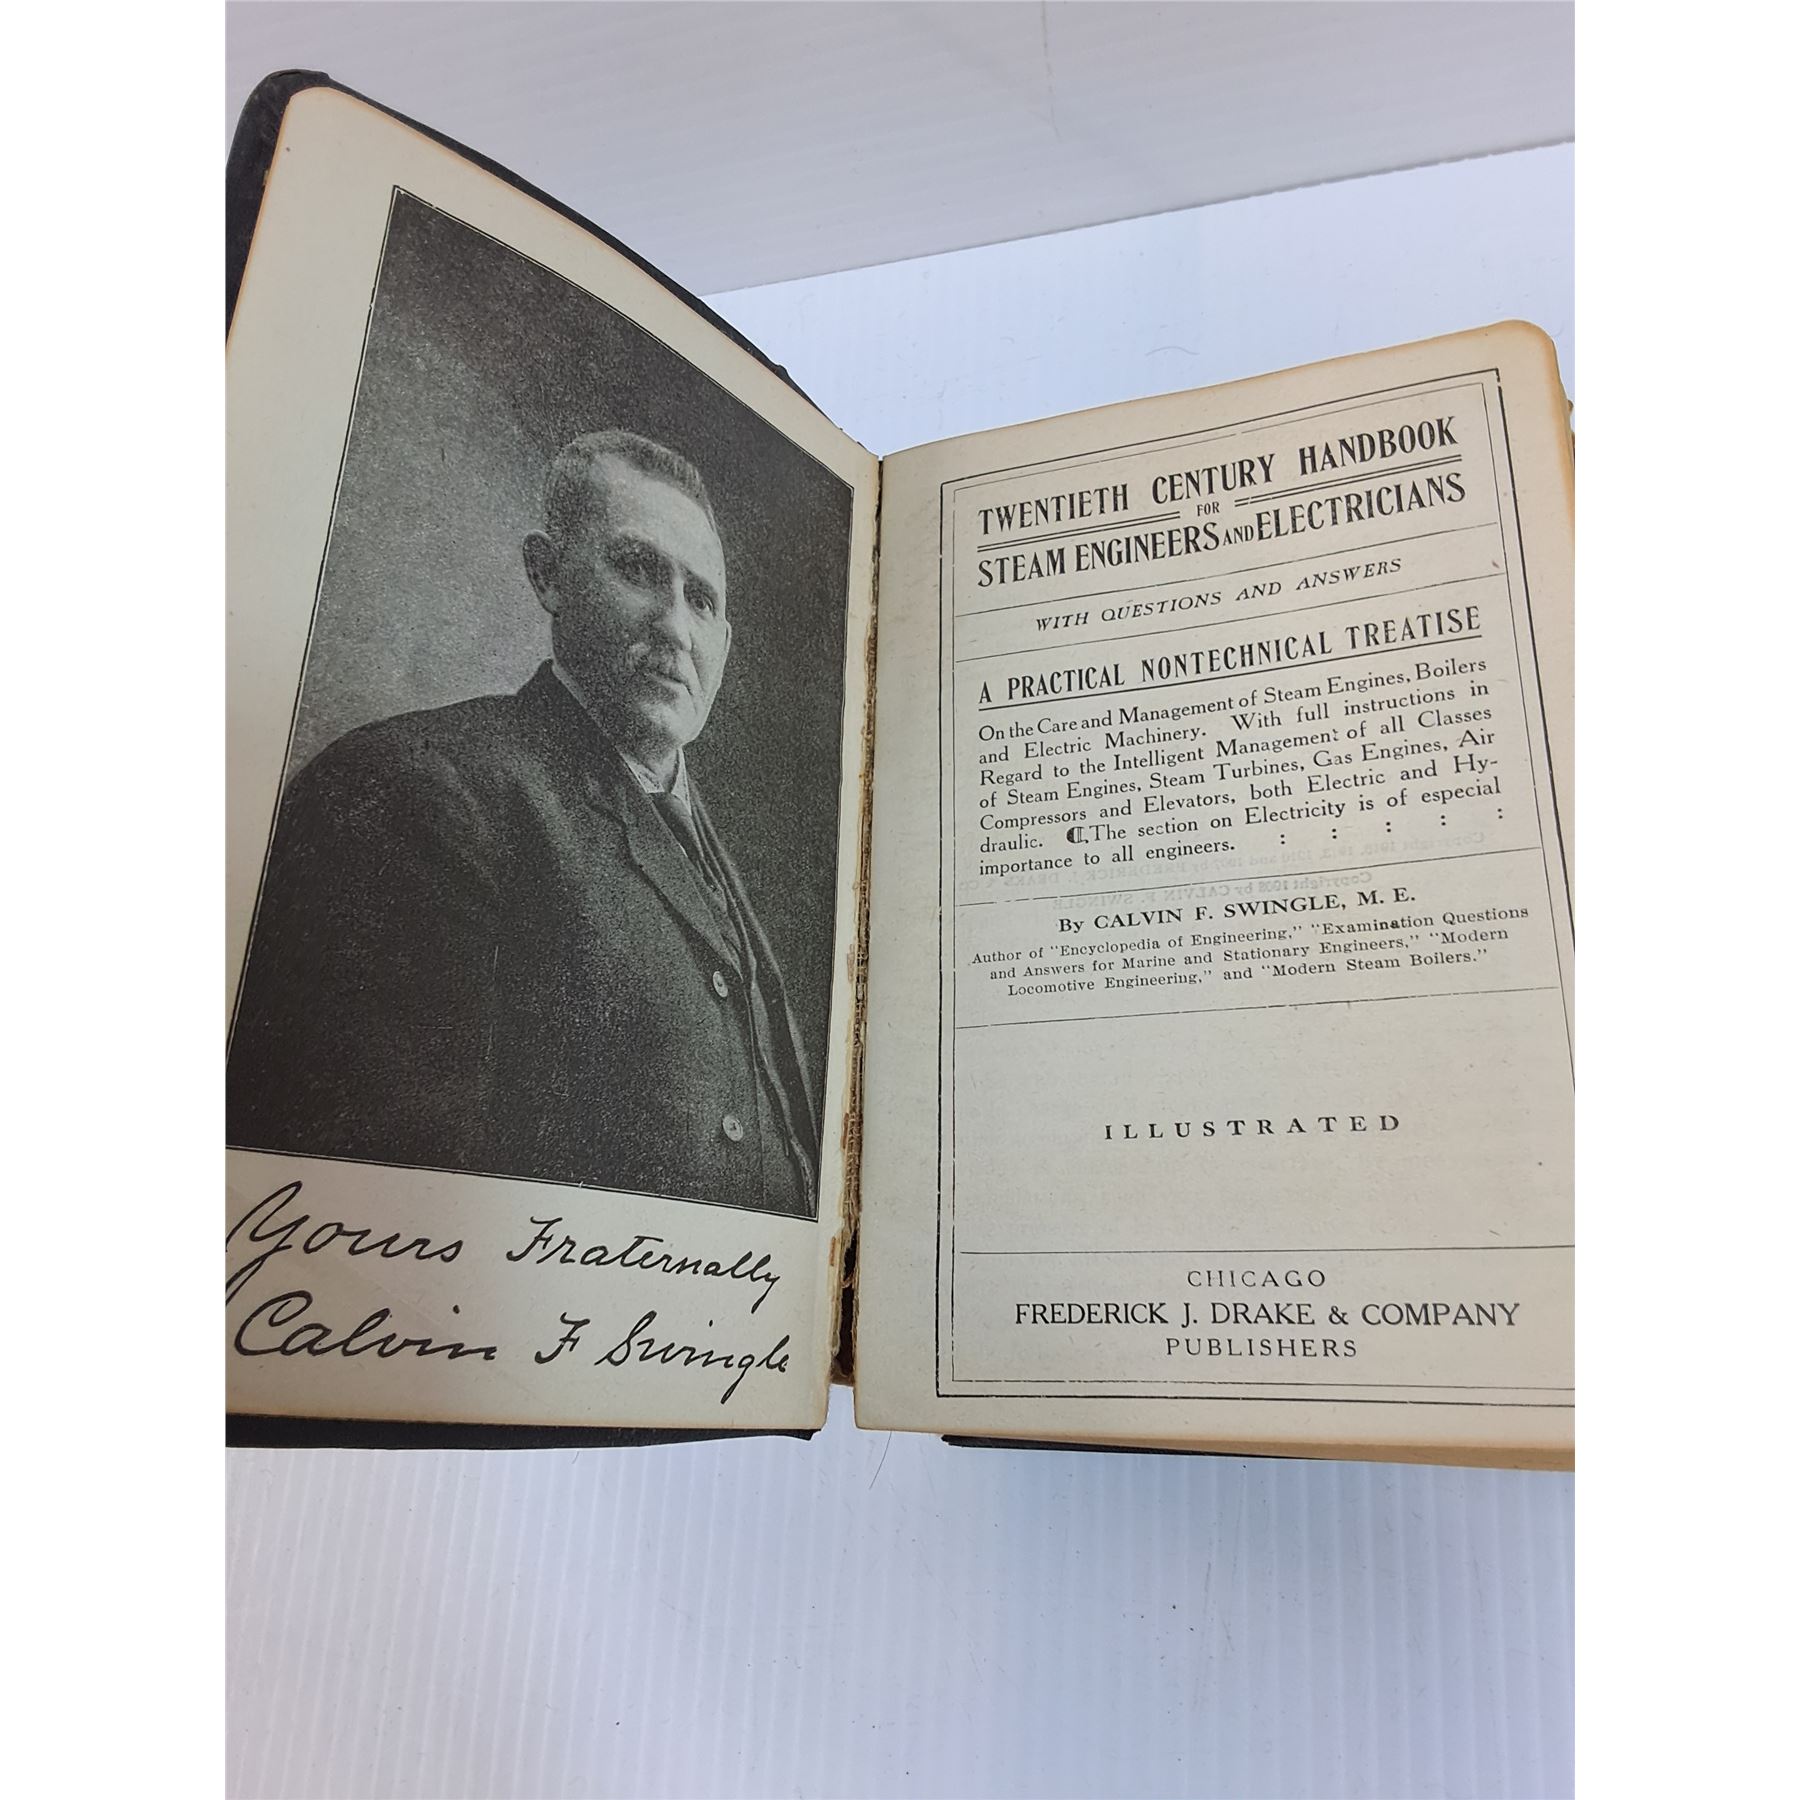 Yours Fraternally
Calvin F Swingle
TWENTIETH CENTURY HANDBOOK
FOR
STEAM ENGINEERS AND ELECTRICIANS
WITH QUESTIONS AND ANSWERS
A PRACTICAL NONTECHNICAL TREATISE
On the Care and Management of Steam Engines, Boilers
and Electric Machinery. With full instructions in
Regard to the Intelligent Management of all Classes
of Steam Engines, Steam Turbines, Gas Engines, Air
Compressors and Elevators, both Electric and Hy-
draulic. ¶ The section on Electricity is of especial
importance to all engineers. : : : : :
By CALVIN F. SWINGLE, M. E.
Author of "Encyclopedia of Engineering," "Examination Questions
and Answers for Marine and Stationary Engineers," "Modern
Locomotive Engineering," and "Modern Steam Boilers."
ILLUSTRATED
CHICAGO
FREDERICK J. DRAKE & COMPANY
PUBLISHERS